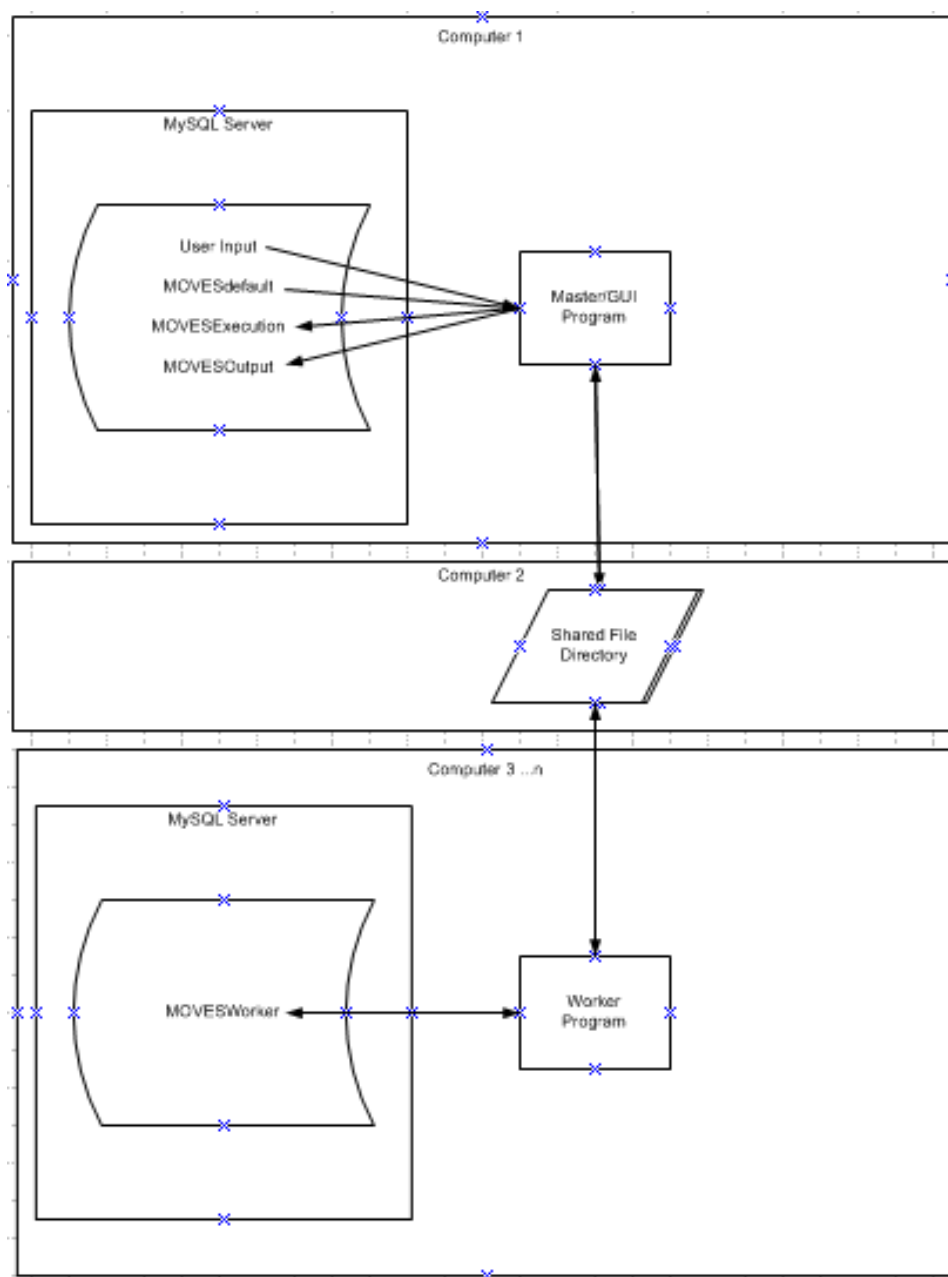 Computer 1
MySQL Server
User Input
MOVESdefault
MOVESExecution
MOVESOutput
Master/GUI
Program
Computer 2
Shared File
Directory
Computer 3 ...n
MySQL Server
MOVESWorker
Worker
Program